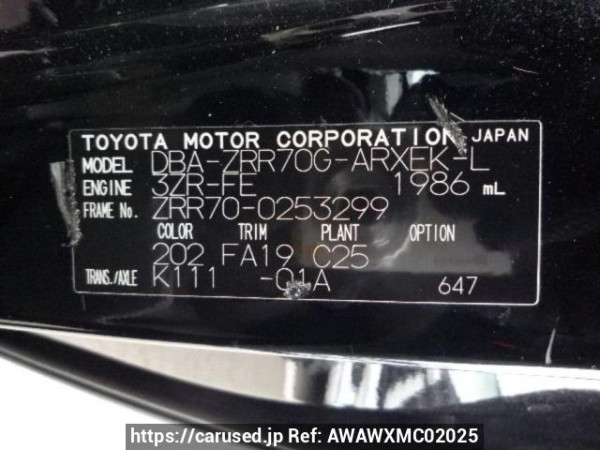 TOYOTA MOTOR CORPORATION JAPAN
MODEL DBA-ZRR70G-ARXEK-L
ENGINE 3ZR-FE 1986 mL
FRAME No. ZRR70-0253299
COLOR TRIM PLANT OPTION
202 FA19 C25
TRANS./AXLE K111 -01A 647
https://carused.jp Ref: AWAWXMC02025